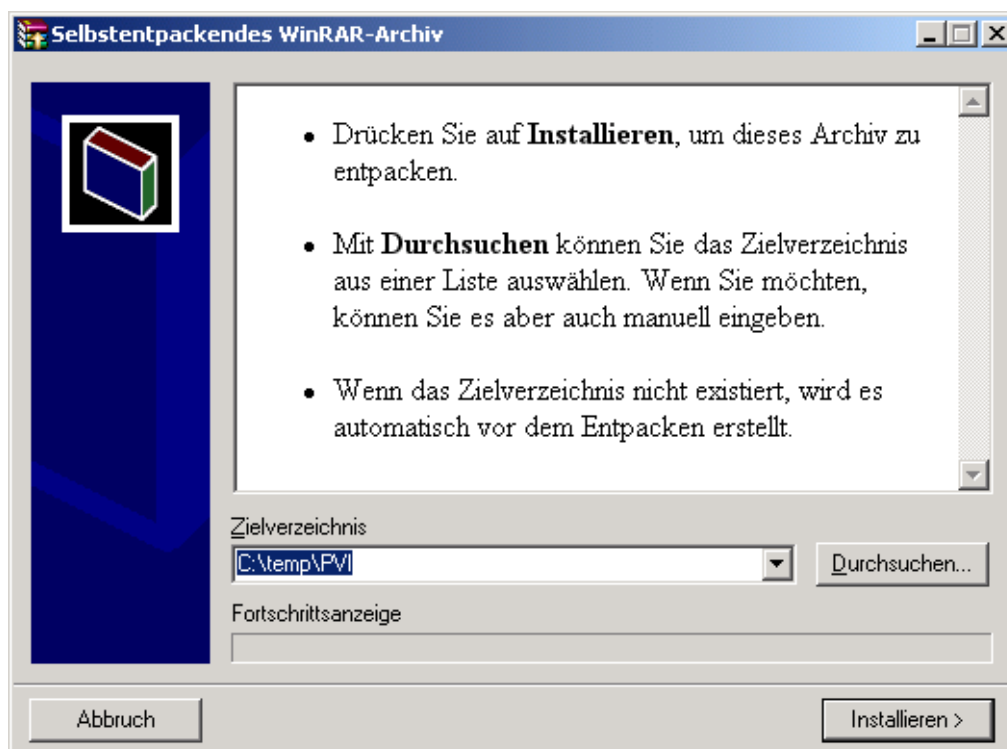 Selbstentpackendes WinRAR-Archiv
• Drücken Sie auf Installieren, um dieses Archiv zu
entpacken.
• Mit Durchsuchen können Sie das Zielverzeichnis
aus einer Liste auswählen. Wenn Sie möchten,
können Sie es aber auch manuell eingeben.
• Wenn das Zielverzeichnis nicht existiert, wird es
automatisch vor dem Entpacken erstellt.
Zielverzeichnis
C:\temp\PVI
Durchsuchen...
Fortschrittsanzeige
Abbruch
Installieren >